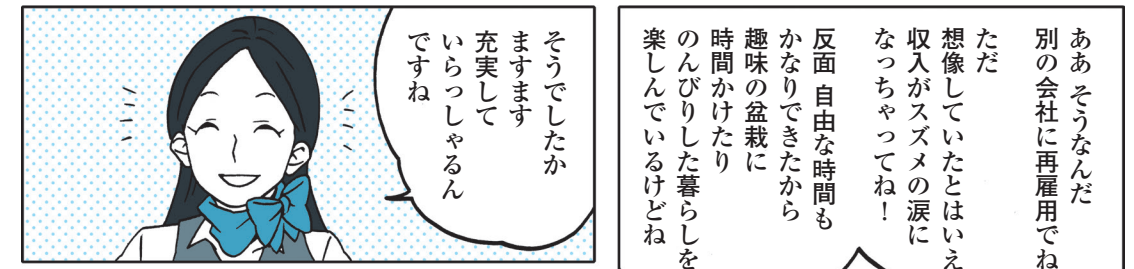 ああ そうなんだ
別の会社に再雇用でね
ただ
想像していたとはいえ
収入がスズメの涙に
なっちゃってね！
反面 自由な時間も
かなりできたから
趣味の盆栽に
時間かけたり
のんびりした暮らしを
楽しんでいるけどね
そうでしたか
ますます
充実して
いらっしゃるん
ですね